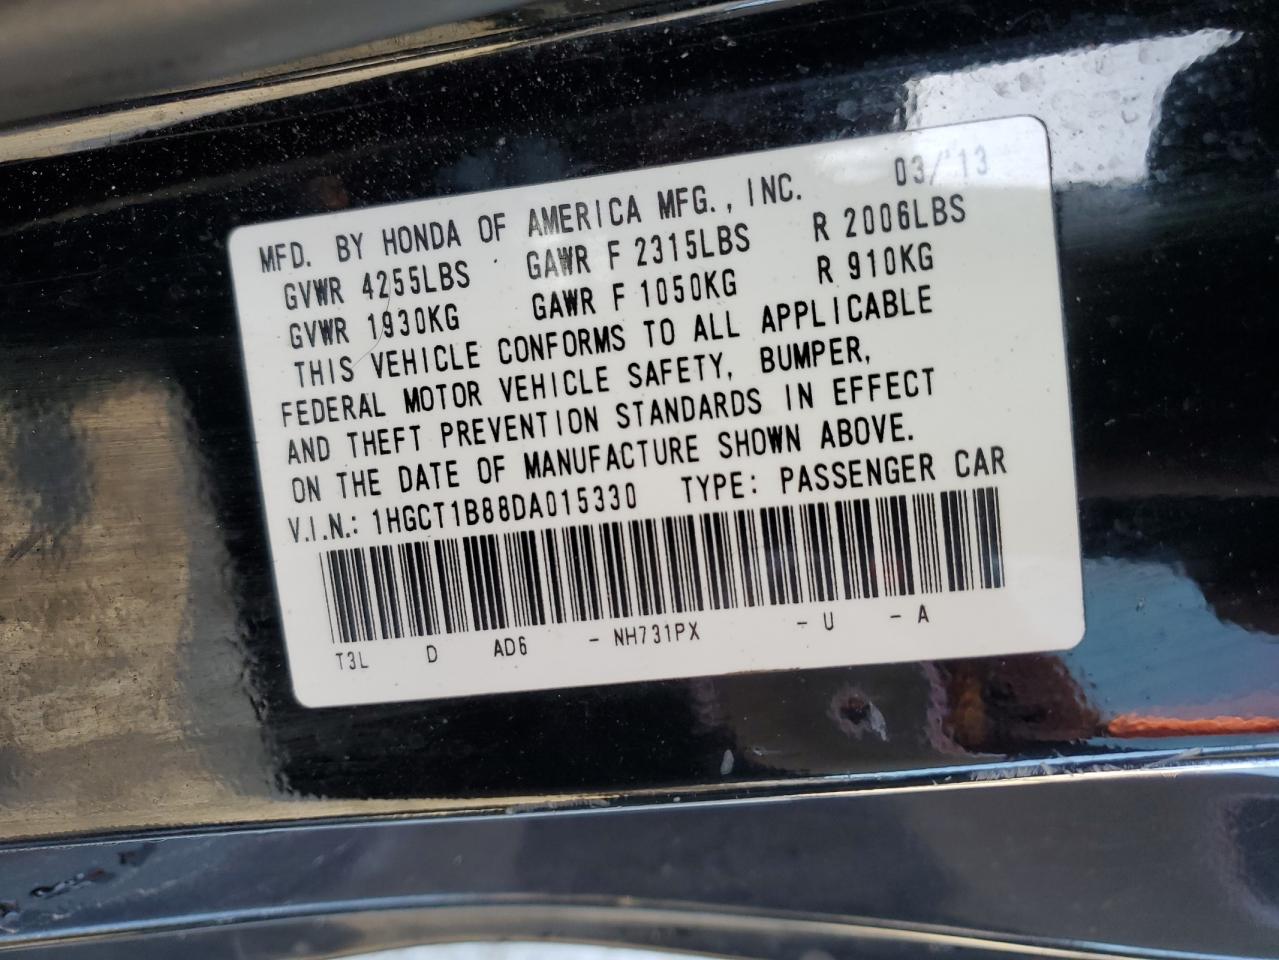 MFD. BY HONDA OF AMERICA MFG., INC. 03/'13
GVWR 4255LBS GAWR F 2315LBS R 2006LBS
GVWR 1930KG GAWR F 1050KG R 910KG
THIS VEHICLE CONFORMS TO ALL APPLICABLE
FEDERAL MOTOR VEHICLE SAFETY, BUMPER,
AND THEFT PREVENTION STANDARDS IN EFFECT
ON THE DATE OF MANUFACTURE SHOWN ABOVE.
V.I.N.: 1HGCT1B88DA015330 TYPE: PASSENGER CAR
T3L D AD6 - NH731PX - U - A